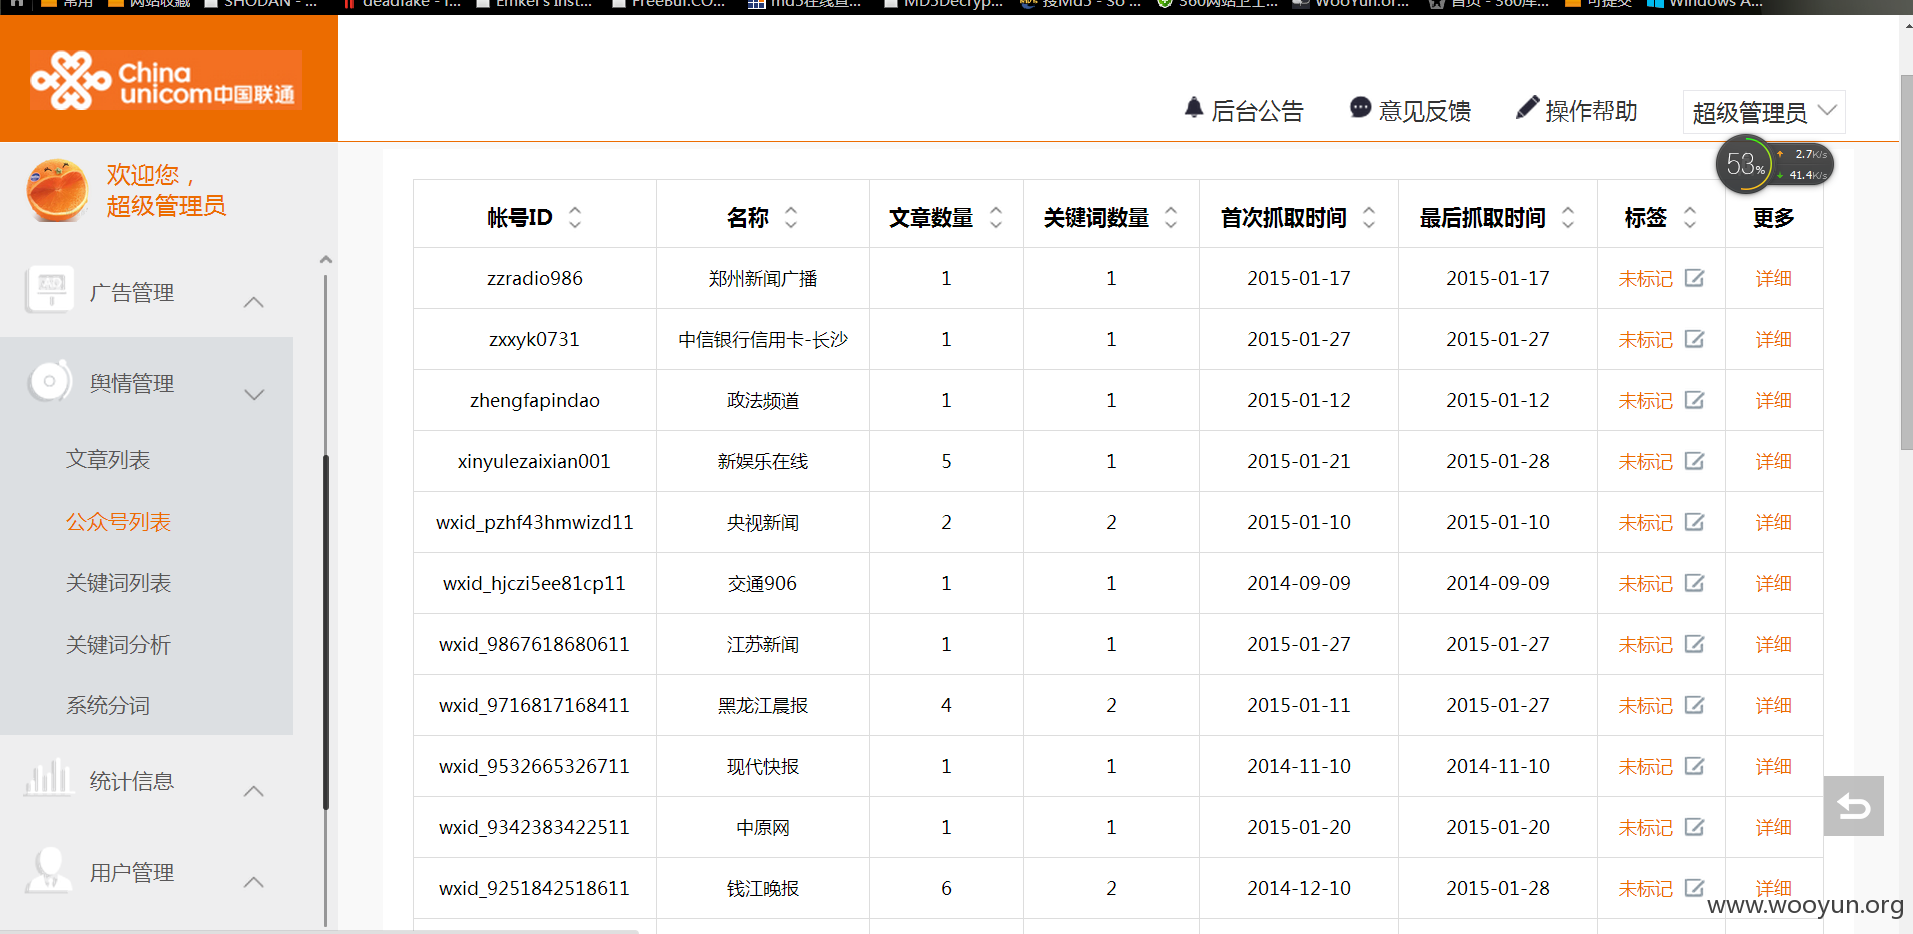 常用 网站收藏 SHODAN - ... deadfake - i... Emker's Inst... FreeBuf.CO... md5在线查... MD5Decryp... 搜Md5 - So ... 360网站卫士... WooYun.or... 首页 - 360库... 可提交 Windows A...
China
unicom中国联通
后台公告 意见反馈 操作帮助 超级管理员
53% 2.7K/s
41.4K/s
欢迎您，
超级管理员
广告管理
舆情管理
文章列表
公众号列表
关键词列表
关键词分析
系统分词
统计信息
用户管理
帐号ID 名称 文章数量 关键词数量 首次抓取时间 最后抓取时间 标签 更多
zzradio986 郑州新闻广播 1 1 2015-01-17 2015-01-17 未标记 详细
zxxyk0731 中信银行信用卡-长沙 1 1 2015-01-27 2015-01-27 未标记 详细
zhengfapindao 政法频道 1 1 2015-01-12 2015-01-12 未标记 详细
xinyulezaixian001 新娱乐在线 5 1 2015-01-21 2015-01-28 未标记 详细
wxid_pzhf43hmwizd11 央视新闻 2 2 2015-01-10 2015-01-10 未标记 详细
wxid_hjczi5ee81cp11 交通906 1 1 2014-09-09 2014-09-09 未标记 详细
wxid_9867618680611 江苏新闻 1 1 2015-01-27 2015-01-27 未标记 详细
wxid_9716817168411 黑龙江晨报 4 2 2015-01-11 2015-01-27 未标记 详细
wxid_9532665326711 现代快报 1 1 2014-11-10 2014-11-10 未标记 详细
wxid_9342383422511 中原网 1 1 2015-01-20 2015-01-20 未标记 详细
wxid_9251842518611 钱江晚报 6 2 2014-12-10 2015-01-28 未标记 详细
www.wooyun.org